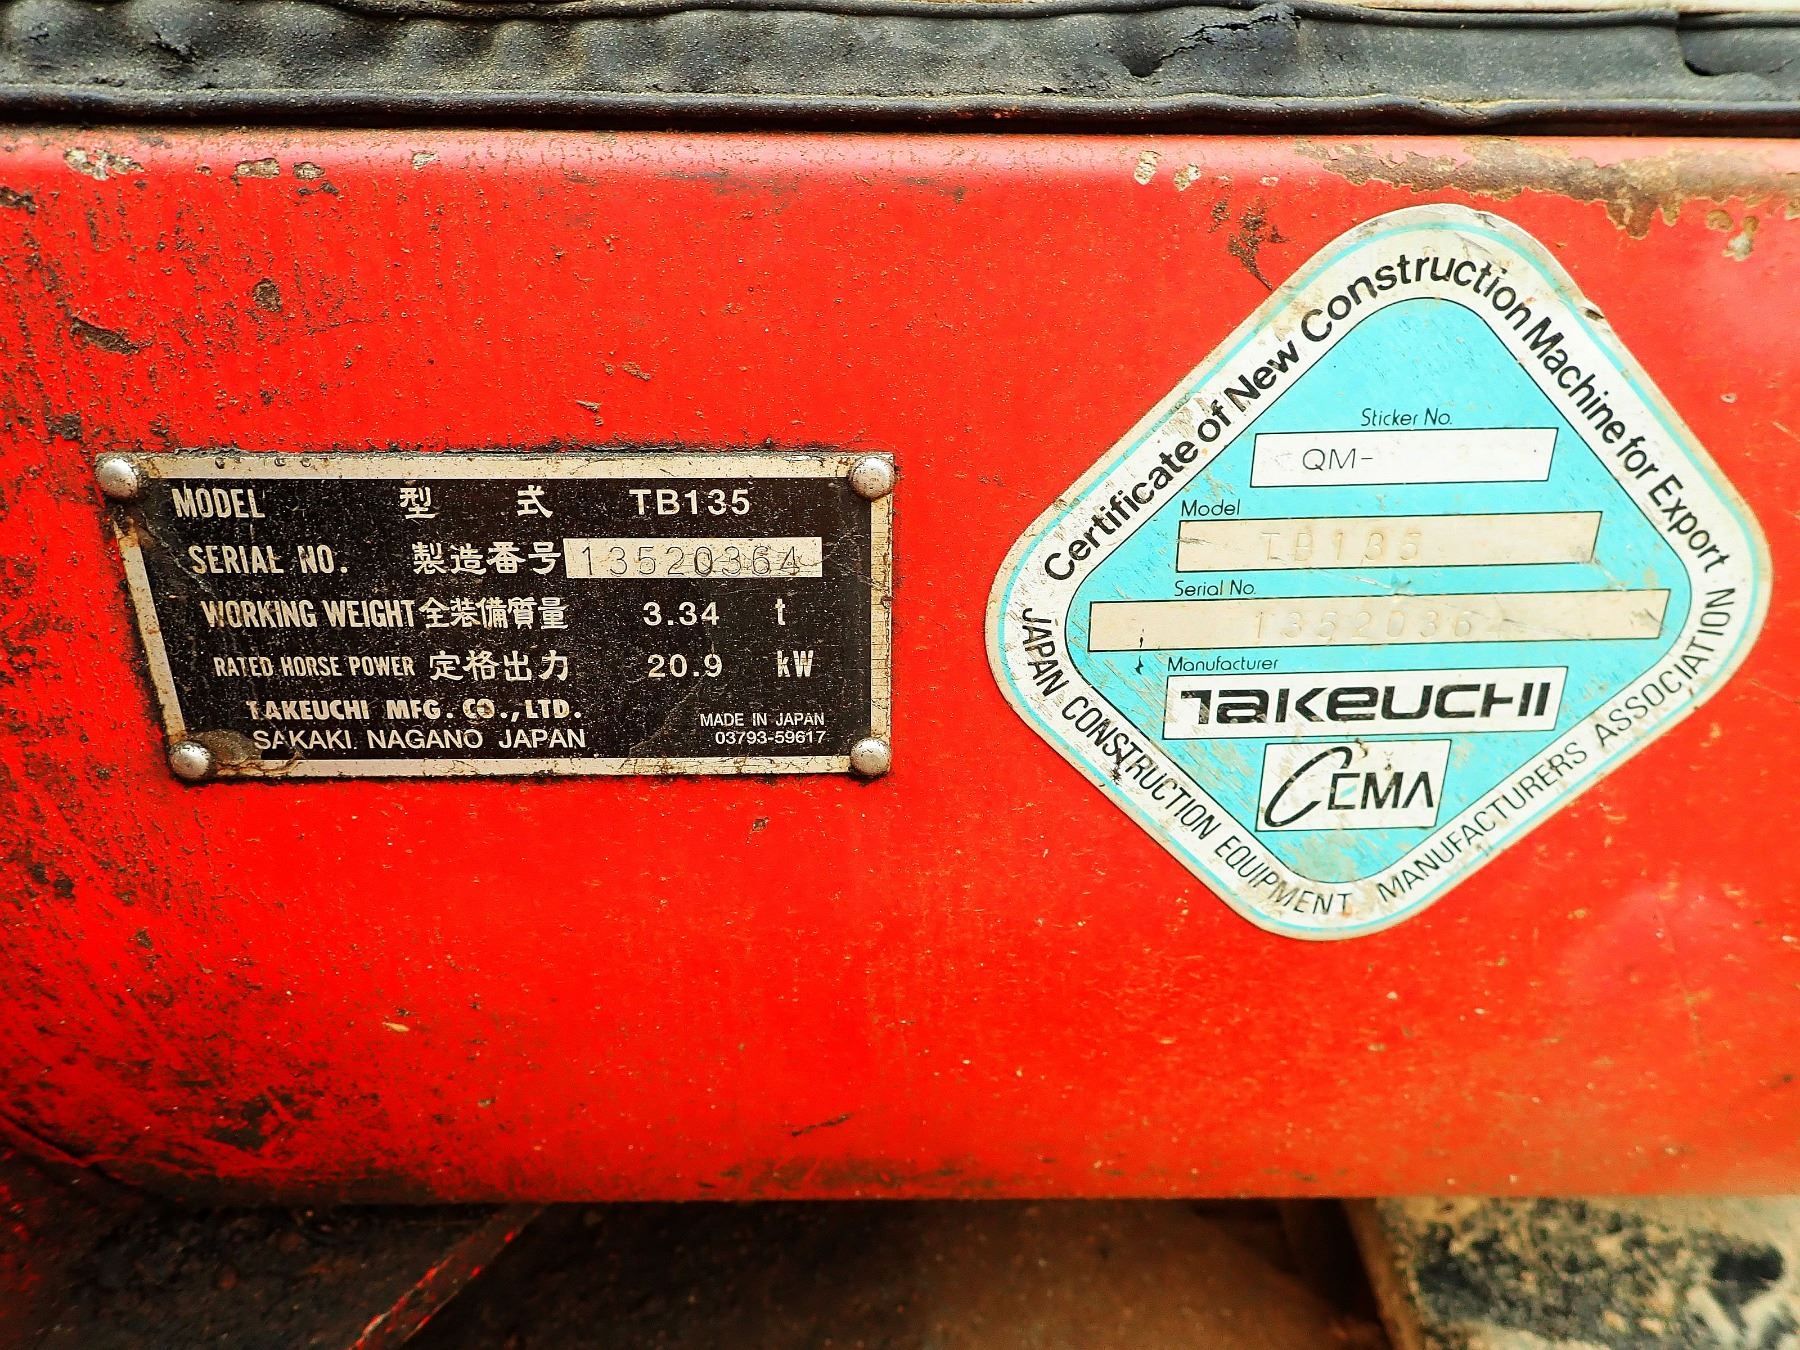 MODEL 型 式 TB135
SERIAL NO. 製造番号 13520364
WORKING WEIGHT 全装備質量 3.34 t
RATED HORSE POWER 定格出力 20.9 kW
TAKEUCHI MFG. CO., LTD.
SAKAKI NAGANO JAPAN
MADE IN JAPAN
03793-59617
Certificate of New Construction Machine for Export
Sticker No.
QM-
Model
TB135
Serial No.
1352036
Manufacturer
TAKEUCHI
CEMA
JAPAN CONSTRUCTION EQUIPMENT MANUFACTURERS ASSOCIATION